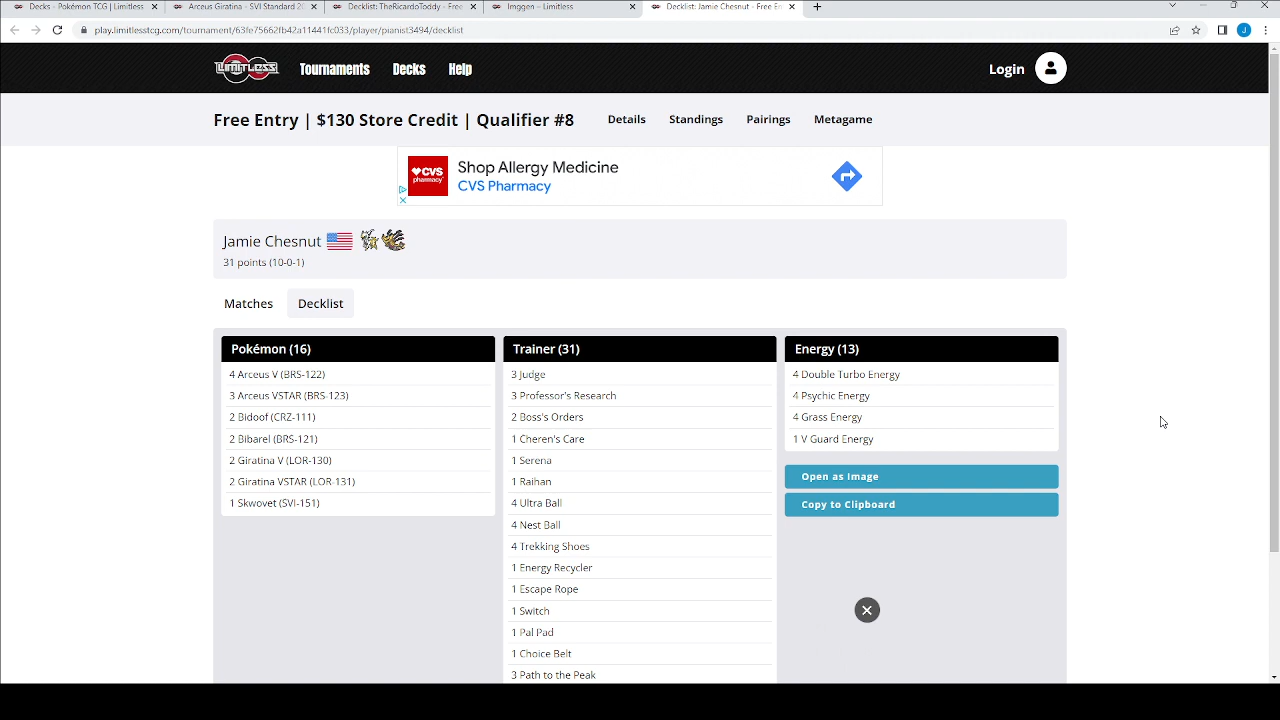 Decks - Pokémon TCG | Limitless
Arceus Giratina - SVI Standard 20
Decklist: TheRicardoToddy - Free
Imggen – Limitless
Decklist: Jamie Chesnut - Free En
play.limitlesstcg.com/tournament/63fe75662fb42a11441fc033/player/pianist3494/decklist
J
LIMITLESS
Tournaments
Decks
Help
Login
Free Entry | $130 Store Credit | Qualifier #8
Details
Standings
Pairings
Metagame
CVS pharmacy
Shop Allergy Medicine
CVS Pharmacy
Jamie Chesnut
31 points (10-0-1)
Matches
Decklist
Pokémon (16)
4 Arceus V (BRS-122)
3 Arceus VSTAR (BRS-123)
2 Bidoof (CRZ-111)
2 Bibarel (BRS-121)
2 Giratina V (LOR-130)
2 Giratina VSTAR (LOR-131)
1 Skwovet (SVI-151)
Trainer (31)
3 Judge
3 Professor's Research
2 Boss's Orders
1 Cheren's Care
1 Serena
1 Raihan
4 Ultra Ball
4 Nest Ball
4 Trekking Shoes
1 Energy Recycler
1 Escape Rope
1 Switch
1 Pal Pad
1 Choice Belt
3 Path to the Peak
Energy (13)
4 Double Turbo Energy
4 Psychic Energy
4 Grass Energy
1 V Guard Energy
Open as Image
Copy to Clipboard